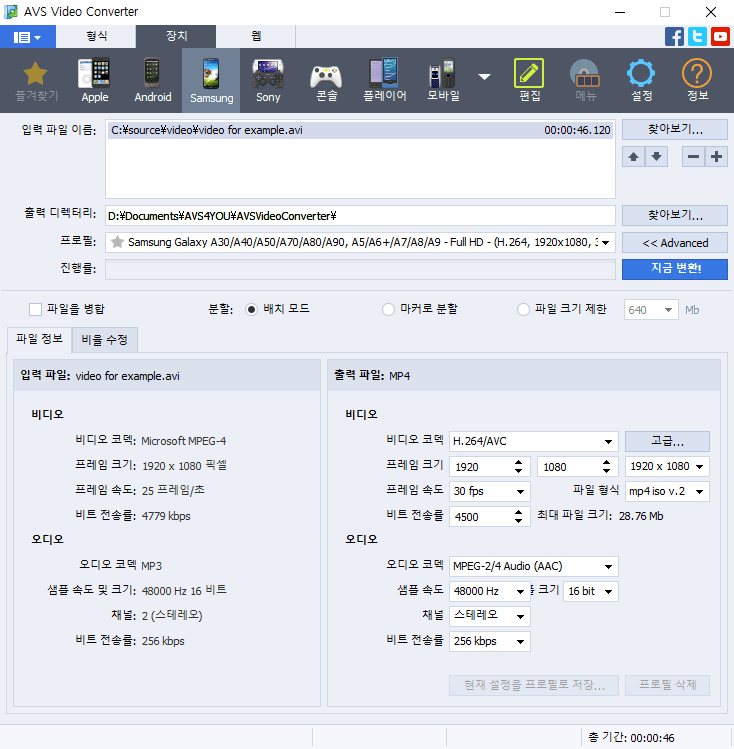 AVS Video Converter
형식 장치 웹
즐겨찾기 Apple Android Samsung Sony 콘솔 플레이어 모바일 편집 메뉴 설정 정보
입력 파일 이름: C:\source\video\video for example.avi 00:00:46.120 찾아보기...
출력 디렉터리: D:\Documents\AVS4YOU\AVSVideoConverter\ 찾아보기...
프로필: Samsung Galaxy A30/A40/A50/A70/A80/A90, A5/A6+/A7/A8/A9 - Full HD - (H.264, 1920x1080, << Advanced
진행률: 지금 변환!
파일을 병합 분할: 배치 모드 마커로 분할 파일 크기 제한 640 Mb
파일 정보 비율 수정
입력 파일: video for example.avi
비디오
비디오 코덱: Microsoft MPEG-4
프레임 크기: 1920 x 1080 픽셀
프레임 속도: 25 프레임/초
비트 전송률: 4779 kbps
오디오
오디오 코덱 MP3
샘플 속도 및 크기: 48000 Hz 16 비트
채널: 2 (스테레오)
비트 전송률: 256 kbps
출력 파일: MP4
비디오
비디오 코덱 H.264/AVC 고급...
프레임 크기 1920 1080 1920 x 1080
프레임 속도 30 fps 파일 형식 mp4 iso v.2
비트 전송률 4500 최대 파일 크기: 28.76 Mb
오디오
오디오 코덱 MPEG-2/4 Audio (AAC)
샘플 속도 48000 Hz 크기 16 bit
채널 스테레오
비트 전송률 256 kbps
현재 설정을 프로필로 저장... 프로필 삭제
총 기간: 00:00:46